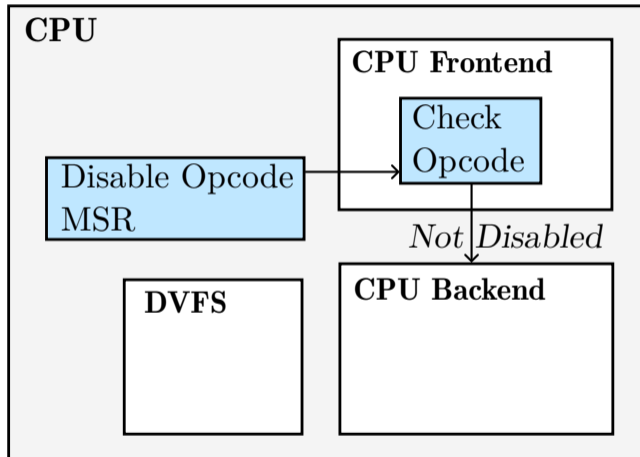 CPU
CPU Frontend
Check
Opcode
Disable Opcode
MSR
Not Disabled
DVFS
CPU Backend